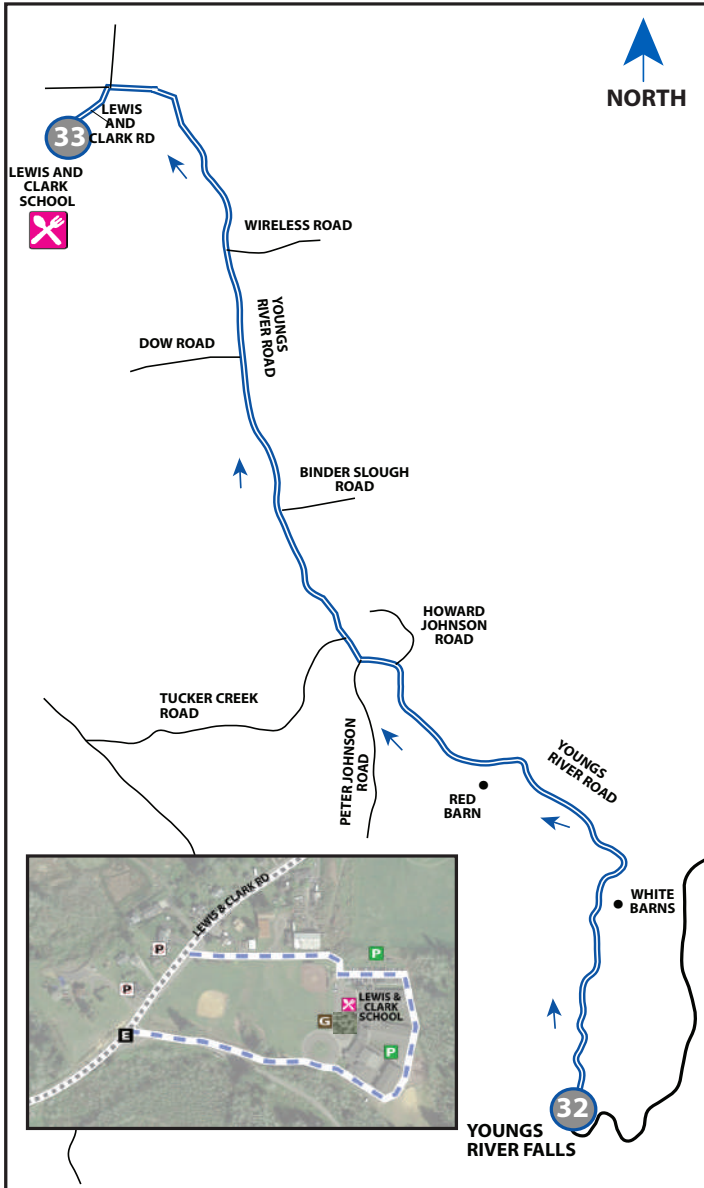 NORTH
LEWIS
AND
CLARK RD
33
LEWIS AND
CLARK
SCHOOL
WIRELESS ROAD
YOUNGS
RIVER ROAD
DOW ROAD
BINDER SLOUGH
ROAD
HOWARD
JOHNSON
ROAD
TUCKER CREEK
ROAD
PETER JOHNSON
ROAD
YOUNGS
RIVER ROAD
RED
BARN
WHITE
BARNS
LEWIS & CLARK RD
P
P
P
LEWIS &
CLARK
SCHOOL
G
E
P
32
YOUNGS
RIVER FALLS